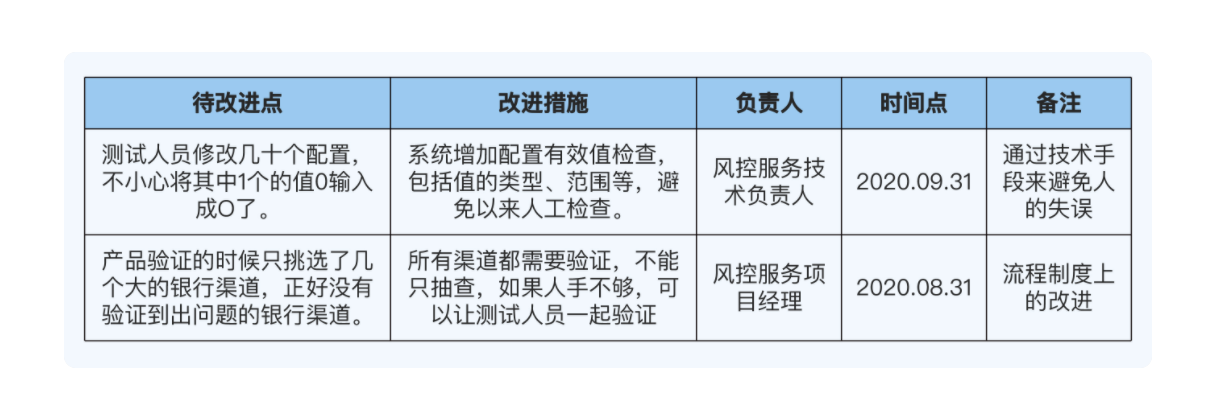 待改进点
改进措施
负责人
时间点
备注
测试人员修改几十个配置，
不小心将其中1个的值0输入
成O了。
系统增加配置有效值检查，
包括值的类型、范围等，避
免以来人工检查。
风控服务技
术负责人
2020.09.31
通过技术手
段来避免人
的失误
产品验证的时候只挑选了几
个大的银行渠道，正好没有
验证到出问题的银行渠道。
所有渠道都需要验证，不能
只抽查，如果人手不够，可
以让测试人员一起验证
风控服务项
目经理
2020.08.31
流程制度上
的改进